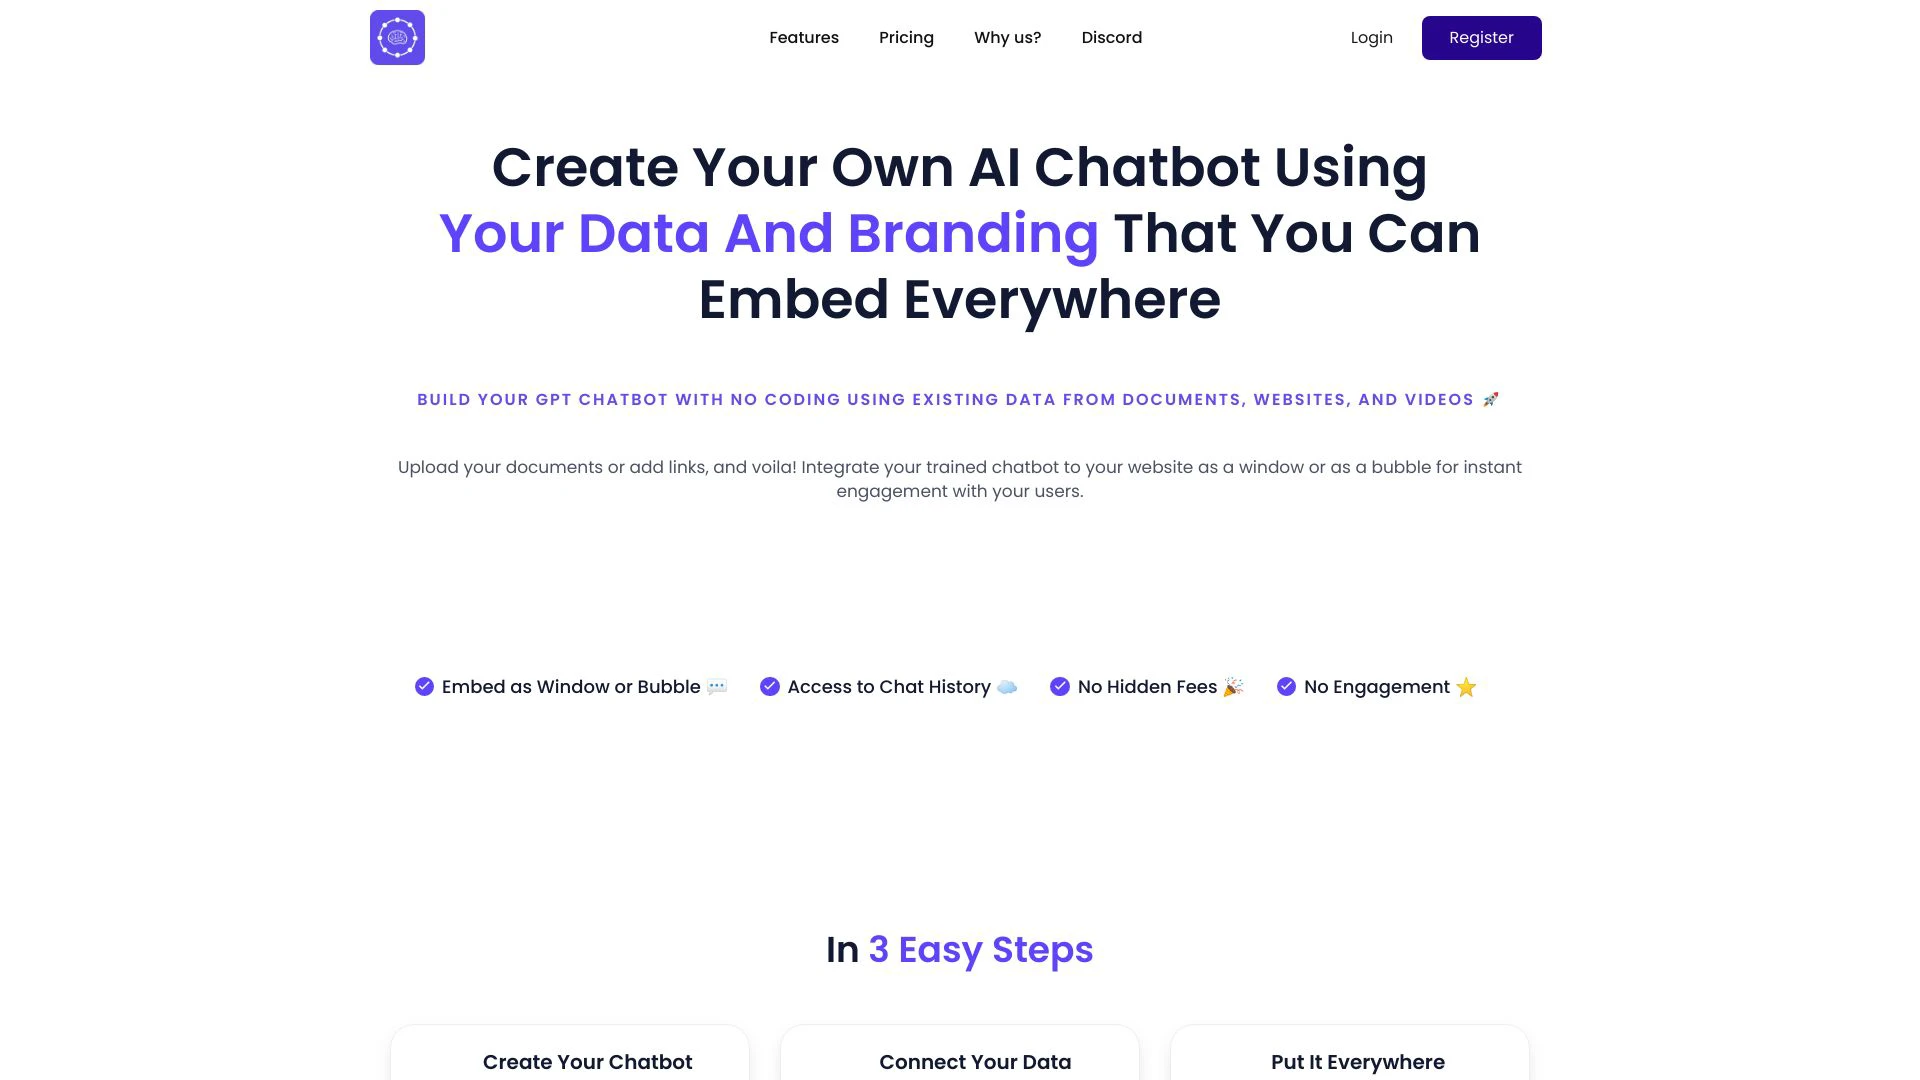 Features Pricing Why us? Discord Login Register
Create Your Own AI Chatbot Using
Your Data And Branding That You Can
Embed Everywhere
BUILD YOUR GPT CHATBOT WITH NO CODING USING EXISTING DATA FROM DOCUMENTS, WEBSITES, AND VIDEOS 🚀
Upload your documents or add links, and voila! Integrate your trained chatbot to your website as a window or as a bubble for instant
engagement with your users.
Embed as Window or Bubble 💬 Access to Chat History ☁️ No Hidden Fees 🎉 No Engagement ⭐
In 3 Easy Steps
Create Your Chatbot Connect Your Data Put It Everywhere